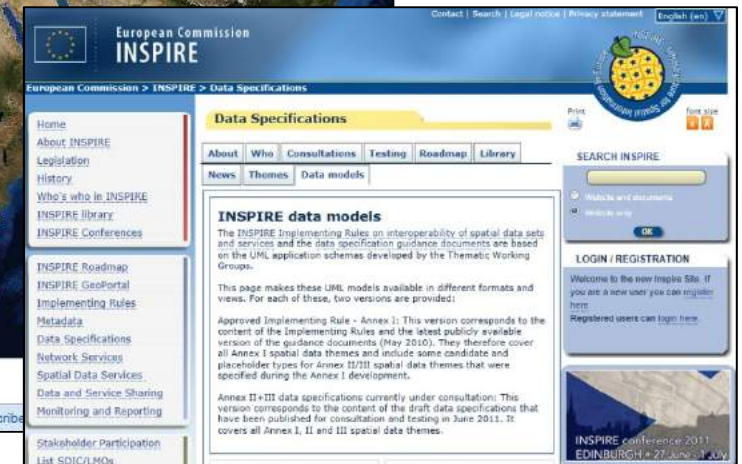 Contact | Search | Legal notice | Privacy statement
English (en)
European Commission
INSPIRE
European Commission > INSPIRE > Data Specifications
Home
About INSPIRE
Legislation
History
Who's who in INSPIRE
INSPIRE library
INSPIRE Conferences
INSPIRE Roadmap
INSPIRE GeoPortal
Implementing Rules
Metadata
Data Specifications
Network Services
Spatial Data Services
Data and Service Sharing
Monitoring and Reporting
Stakeholder Participation
List SDIC/LMOs
Data Specifications
Print
font size
About Who Consultations Testing Roadmap Library
News Themes Data models
INSPIRE data models
The INSPIRE Implementing Rules on interoperability of spatial data sets
and services and the data specification guidance documents are based
on the UML application schemas developed by the Thematic Working
Groups.
This page makes these UML models available in different formats and
views. For each of these, two versions are provided:
Approved Implementing Rule - Annex I: This version corresponds to the
content of the Implementing Rules and the latest publicly available
version of the guidance documents (May 2010). They therefore cover
all Annex I spatial data themes and include some candidate and
placeholder types for Annex II/III spatial data themes that were
specified during the Annex I development.
Annex II+III data specifications currently under consultation: This
version corresponds to the content of the draft data specifications that
have been published for consultation and testing in June 2011. It
covers all Annex I, II and III spatial data themes.
SEARCH INSPIRE
Website and documents
Website only
OK
LOGIN / REGISTRATION
Welcome to the new Inspire Site. If
you are a new user you can register
here
Registered users can login here.
INSPIRE conference 2011
EDINBURGH • 27 June - 1 July